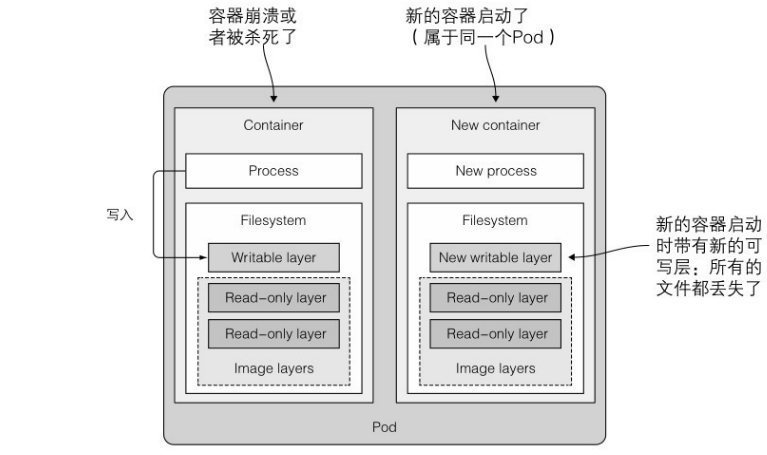 容器崩溃或
者被杀死了
新的容器启动了
（属于同一个Pod）
Container
New container
Process
New process
写入
Filesystem
Filesystem
Writable layer
New writable layer
新的容器启动
时带有新的可
写层：所有的
文件都丢失了
Read-only layer
Read-only layer
Read-only layer
Read-only layer
Image layers
Image layers
Pod